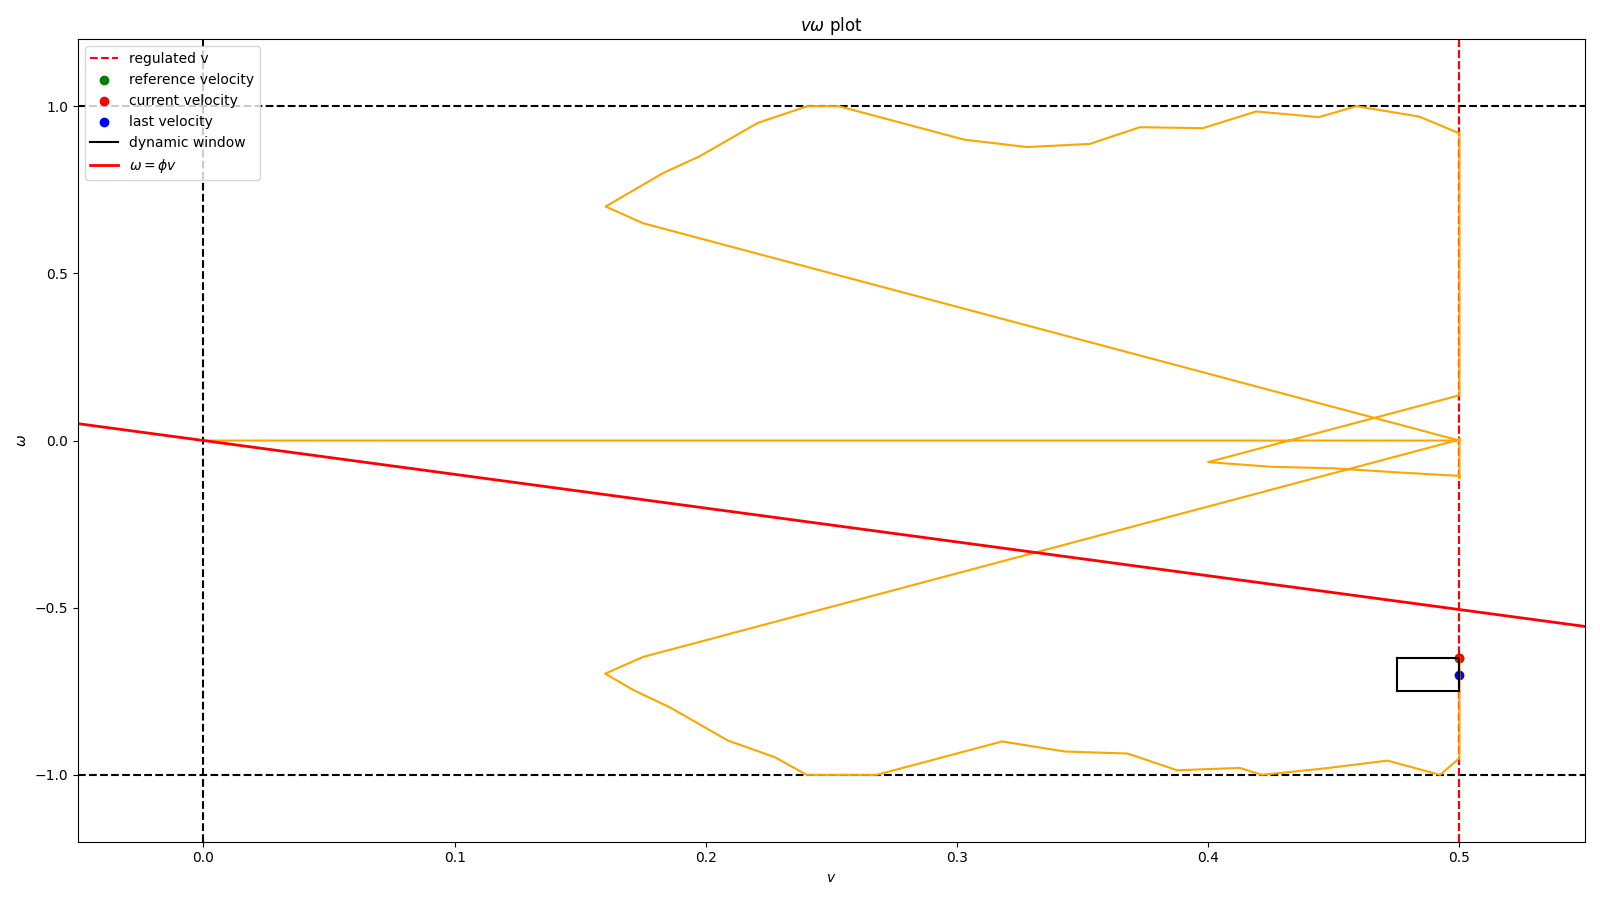 vω plot
regulated v
reference velocity
current velocity
last velocity
dynamic window
ω = ϕv
1.0
0.5
0.0
−0.5
−1.0
ω
0.0 0.1 0.2 0.3 0.4 0.5
v